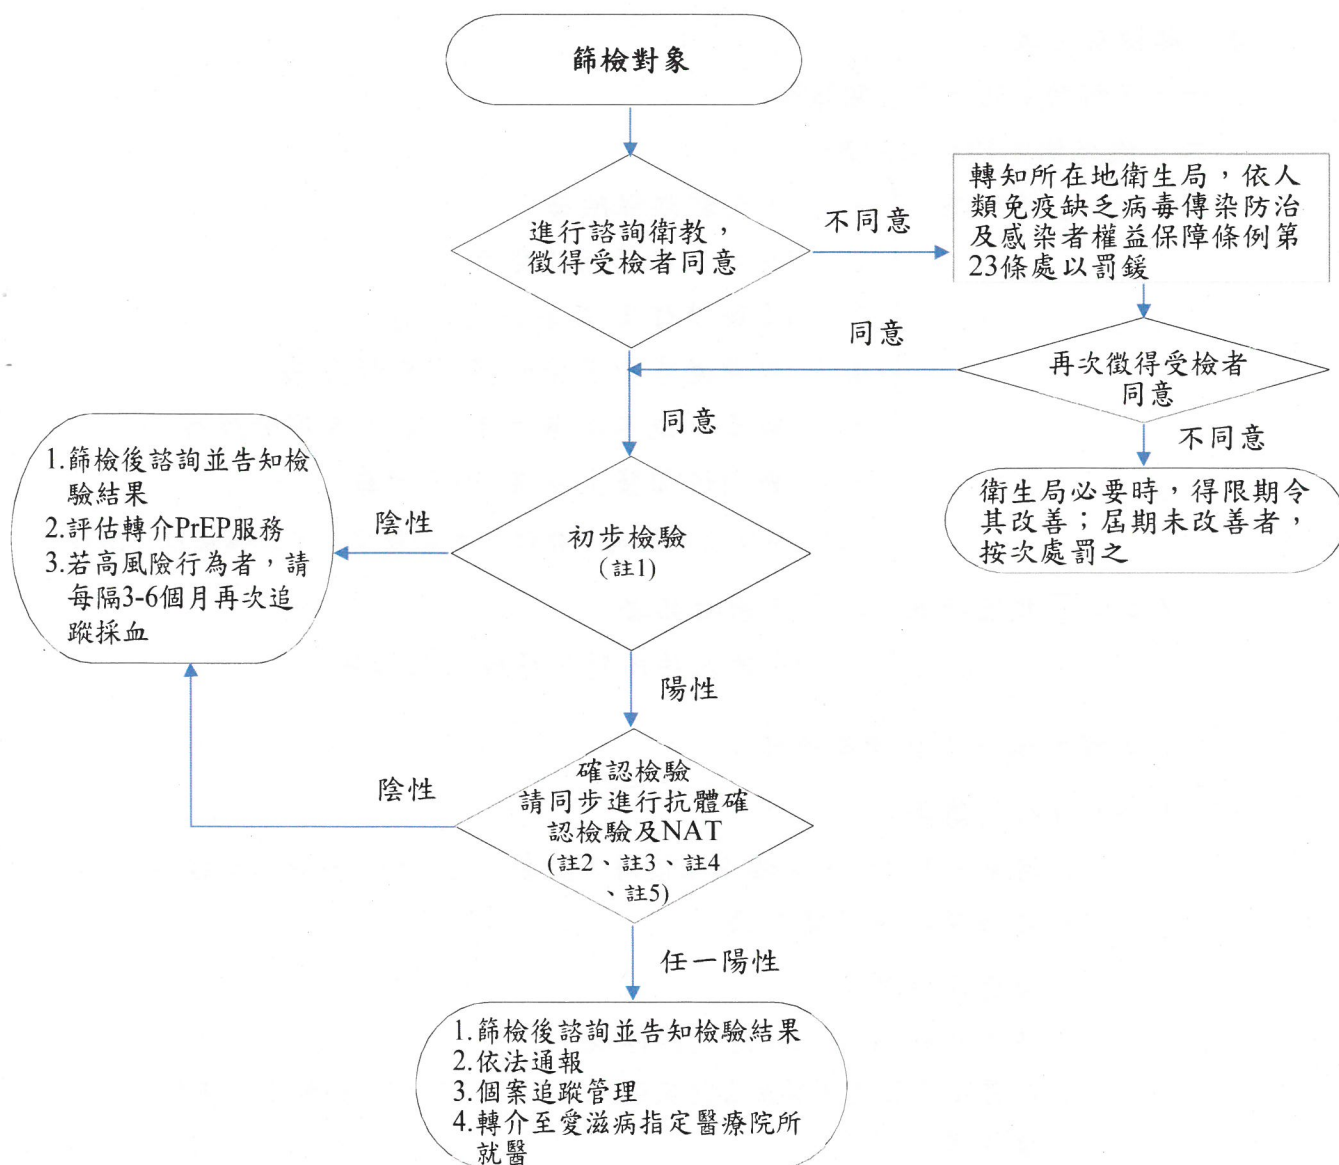 篩檢對象
進行諮詢衛教，
徵得受檢者同意
不同意
轉知所在地衛生局，依人
類免疫缺乏病毒傳染防治
及感染者權益保障條例第
23條處以罰鍰
同意
再次徵得受檢者
同意
同意
不同意
衛生局必要時，得限期令
其改善；屆期未改善者，
按次處罰之
1.篩檢後諮詢並告知檢
驗結果
2.評估轉介PrEP服務
3.若高風險行為者，請
每隔3-6個月再次追
蹤採血
陰性
初步檢驗
（註1）
陽性
陰性
確認檢驗
請同步進行抗體確
認檢驗及NAT
(註2、註3、註4
、註5)
任一陽性
1.篩檢後諮詢並告知檢驗結果
2.依法通報
3.個案追蹤管理
4.轉介至愛滋病指定醫療院所
就醫